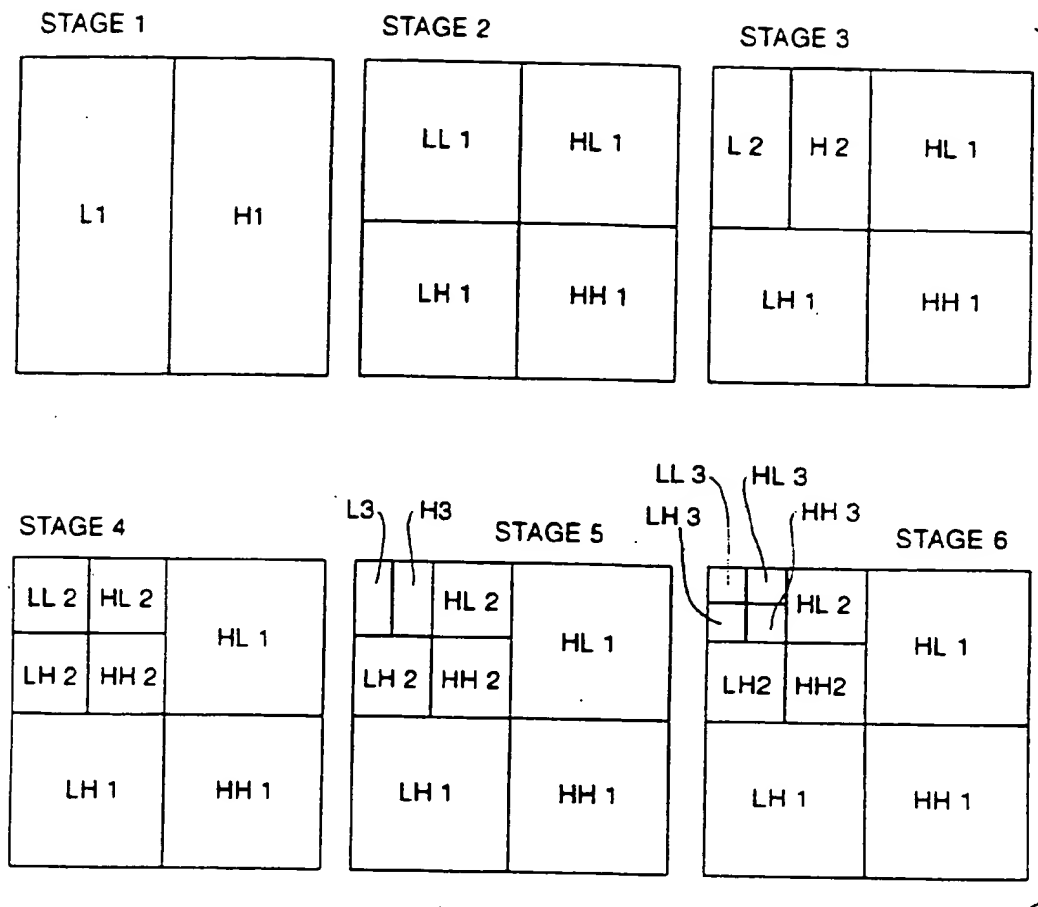 STAGE 1
L1
H1
STAGE 2
LL 1
HL 1
LH 1
HH 1
STAGE 3
L 2
H 2
HL 1
LH 1
HH 1
STAGE 4
LL 2
HL 2
HL 1
LH 2
HH 2
LH 1
HH 1
L3
H3
STAGE 5
HL 2
HL 1
LH 2
HH 2
LH 1
HH 1
LL 3
HL 3
LH 3
HH 3
STAGE 6
HL 2
HL 1
LH2
HH2
LH 1
HH 1